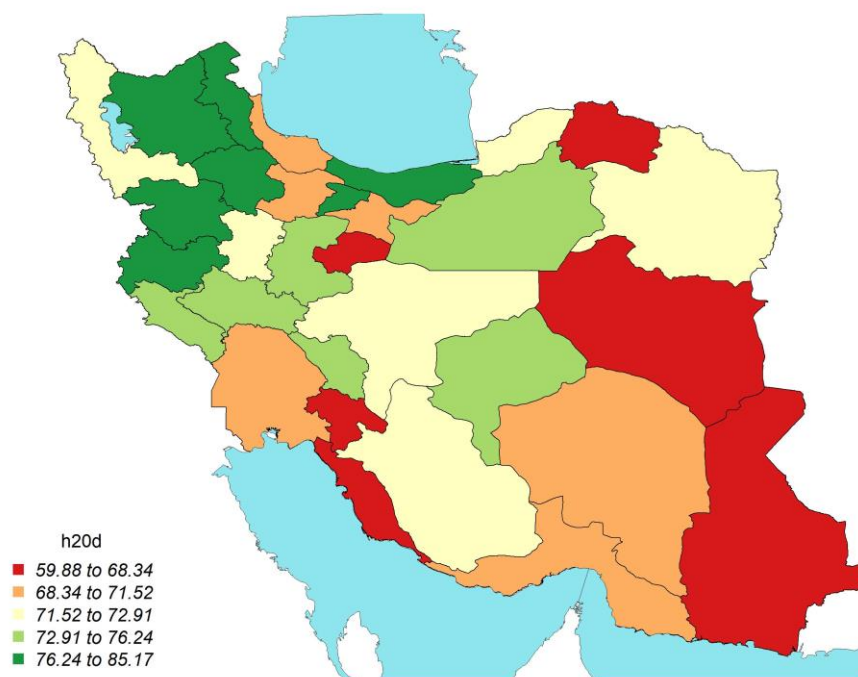 h20d
59.88 to 68.34
68.34 to 71.52
71.52 to 72.91
72.91 to 76.24
76.24 to 85.17